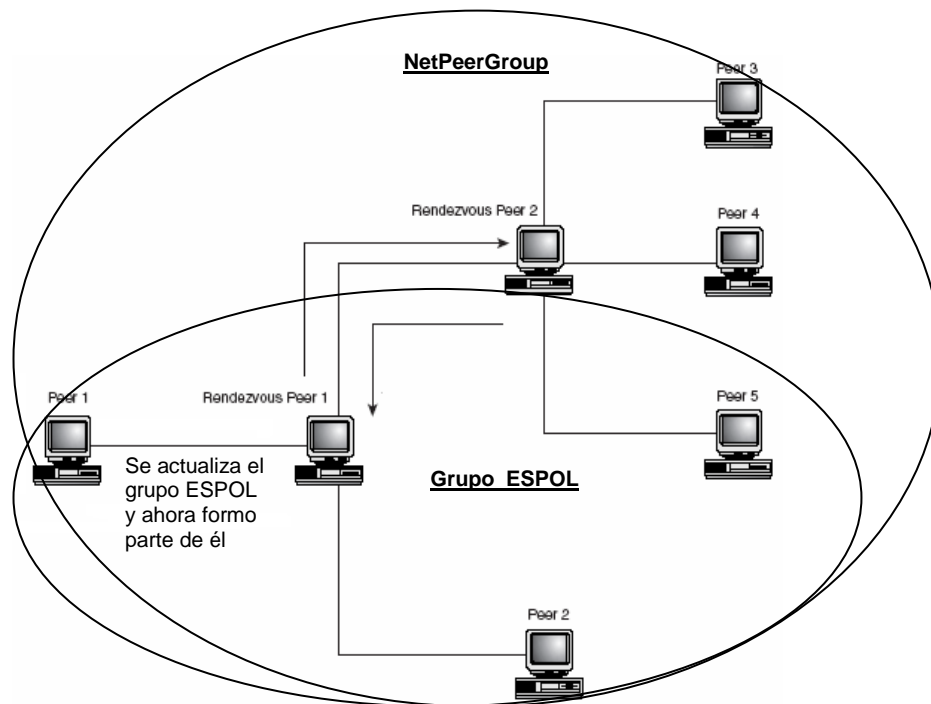 NetPeerGroup
Peer 3
Rendezvous Peer 2
Peer 4
Peer 1
Rendezvous Peer 1
Peer 5
Se actualiza el
grupo ESPOL
y ahora formo
parte de él
Grupo ESPOL
Peer 2